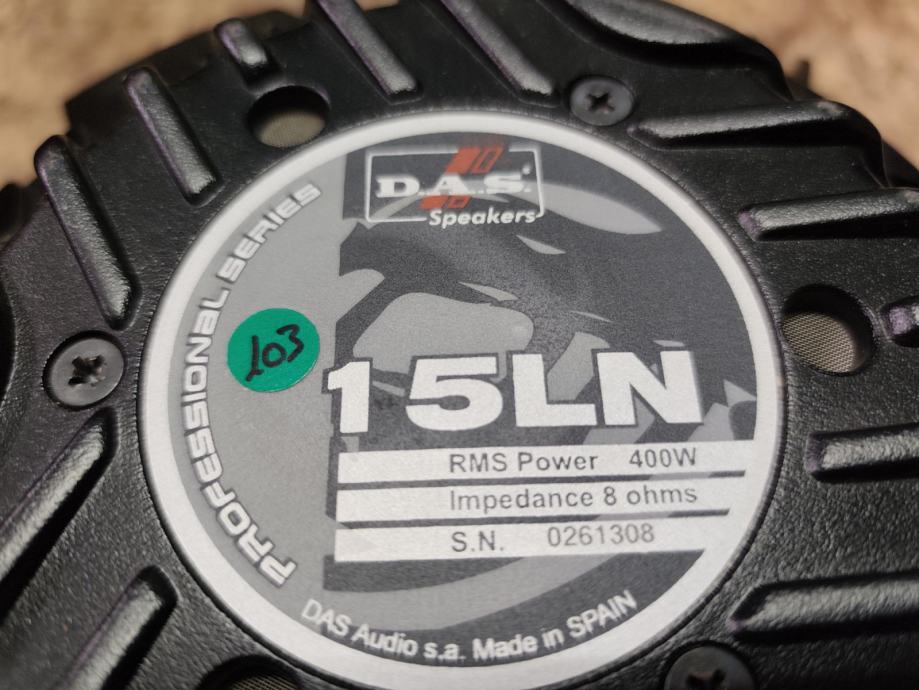 D.A.S.
Speakers
PROFESSIONAL SERIES
103
15LN
RMS Power 400W
Impedance 8 ohms
S.N. 0261308
DAS Audio s.a. Made in SPAIN